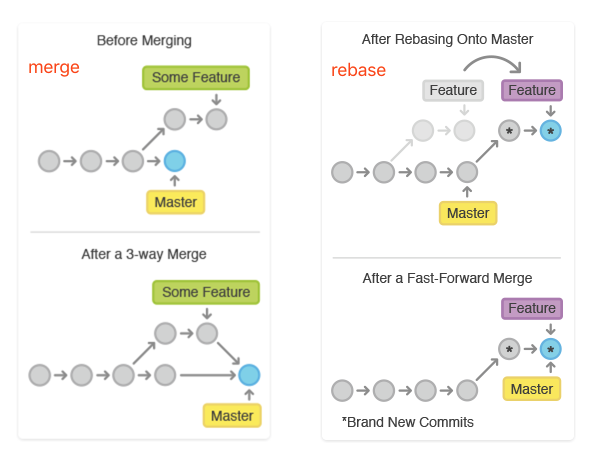 Before Merging
merge
Some Feature
Master
After a 3-way Merge
Some Feature
Master
After Rebasing Onto Master
rebase
Feature
Feature
*
*
Master
After a Fast-Forward Merge
Feature
*
*
Master
*Brand New Commits